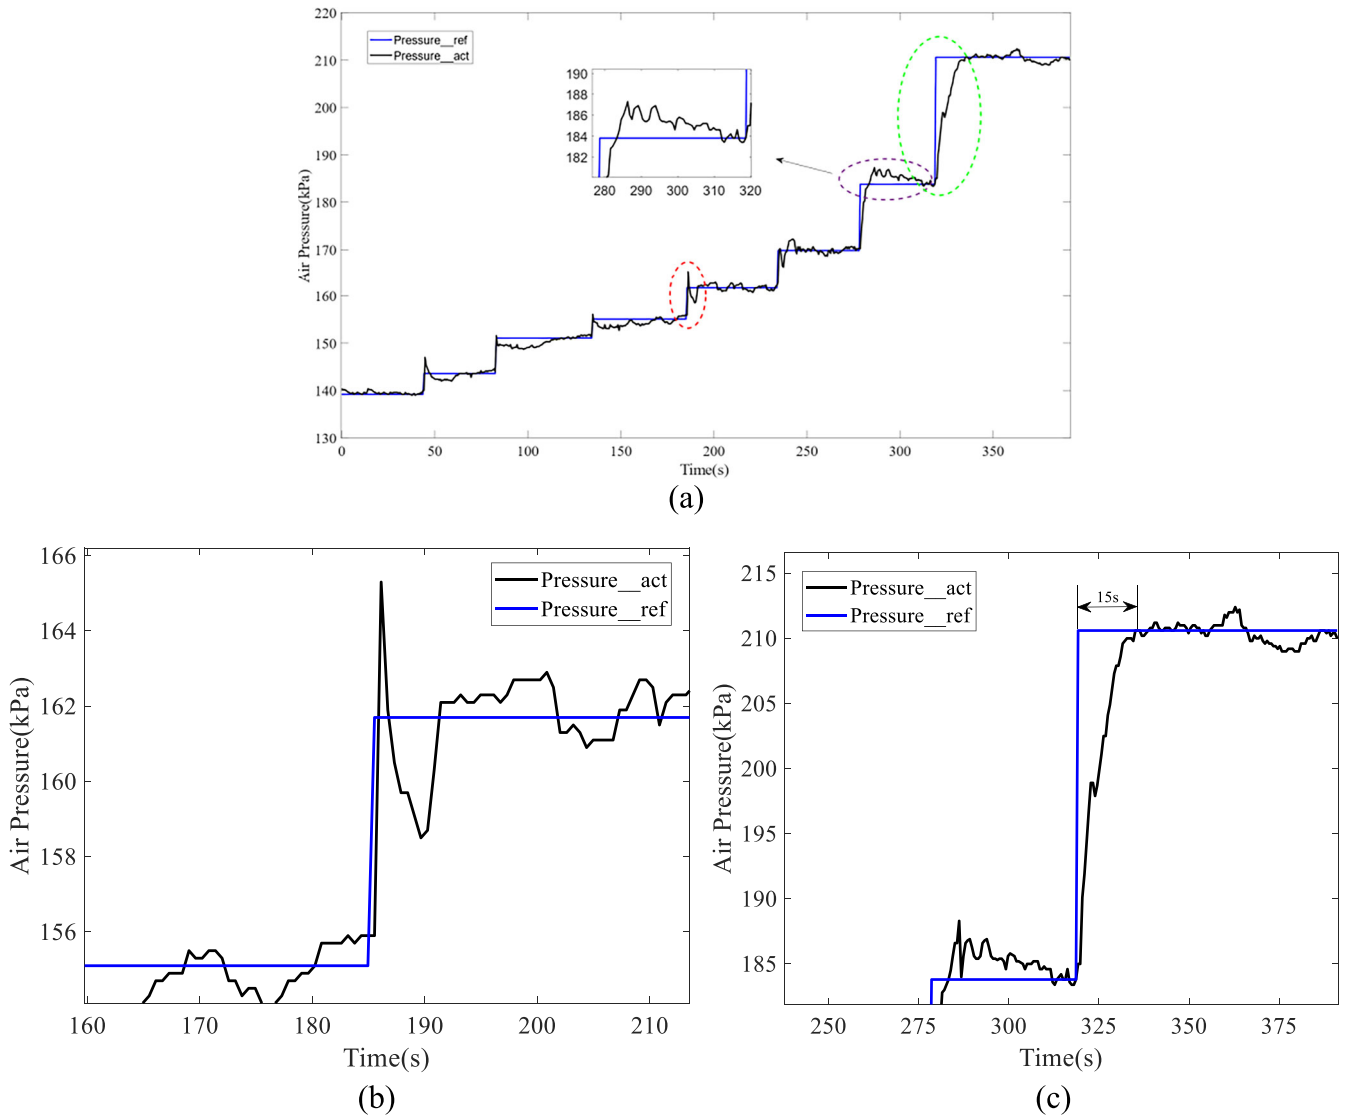 220
210
200
190
180
170
160
150
140
130
Air Pressure(kPa)
Pressure__ref
Pressure__act
190
188
186
184
182
280 290 300 310 320
0 50 100 150 200 250 300 350
Time(s)
(a)
166
164
162
160
158
156
160 170 180 190 200 210
Air Pressure(kPa)
Time(s)
Pressure__act
Pressure__ref
(b)
215
210
205
200
195
190
185
250 275 300 325 350 375
Air Pressure(kPa)
Time(s)
Pressure__act
Pressure__ref
15s
(c)